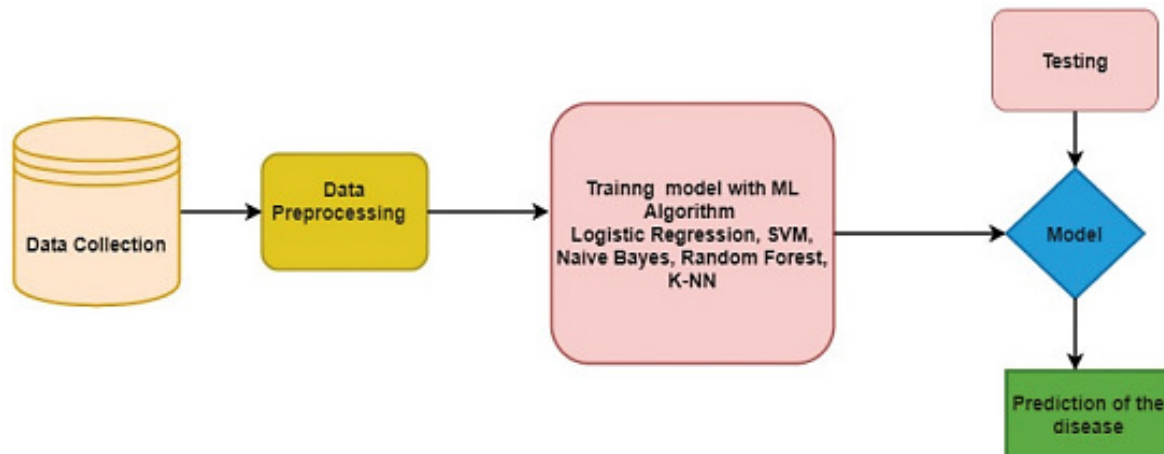 Data Collection
Data
Preprocessing
Trainng model with ML
Algorithm
Logistic Regression, SVM,
Naive Bayes, Random Forest,
K-NN
Testing
Model
Prediction of the
disease